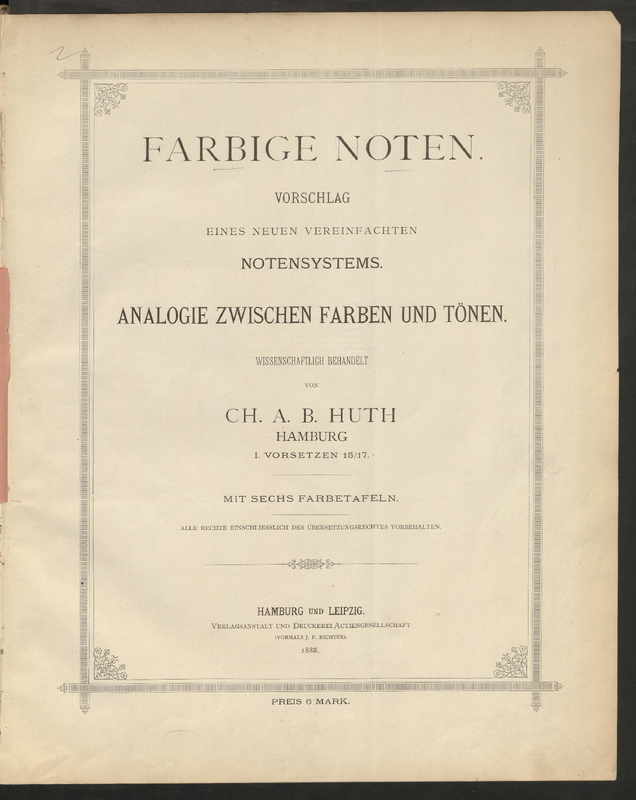 FARBIGE NOTEN.
VORSCHLAG
EINES NEUEN VEREINFACHTEN
NOTENSYSTEMS.
ANALOGIE ZWISCHEN FARBEN UND TÖNEN.
WISSENSCHAFTLICH BEHANDELT
VON
CH. A. B. HUTH
HAMBURG
I. VORSETZEN 15/17.
MIT SECHS FARBETAFELN.
ALLE RECHTE EINSCHLIESSLICH DES ÜBERSETZUNGSRECHTES VORBEHALTEN.
HAMBURG UND LEIPZIG.
VERLAGSANSTALT UND DRUCKEREI ACTIENGESELLSCHAFT
(VORMALS J. F. RICHTER).
1888.
PREIS 6 MARK.